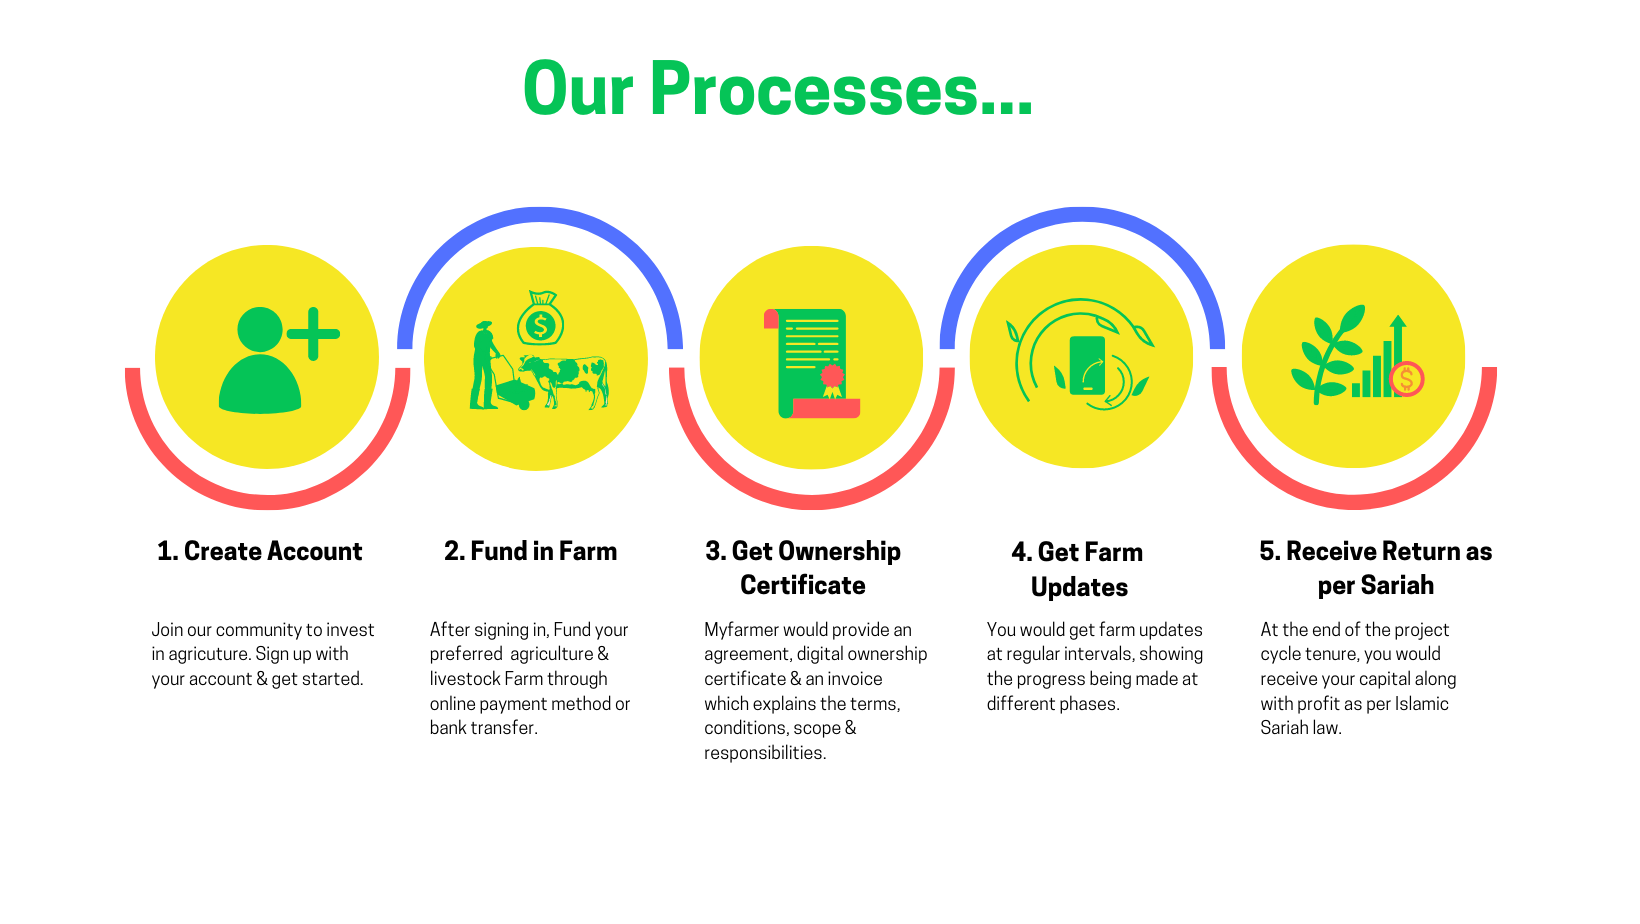 Our Processes...
1. Create Account
Join our community to invest
in agricuture. Sign up with
your account & get started.
2. Fund in Farm
After signing in, Fund your
preferred  agriculture &
livestock Farm through
online payment method or
bank transfer.
3. Get Ownership
Certificate
Myfarmer would provide an
agreement, digital ownership
certificate & an invoice
which explains the terms,
conditions, scope &
responsibilities.
4. Get Farm
Updates
You would get farm updates
at regular intervals, showing
the progress being made at
different phases.
5. Receive Return as
per Sariah
At the end of the project
cycle tenure, you would
receive your capital along
with profit as per Islamic
Sariah law.